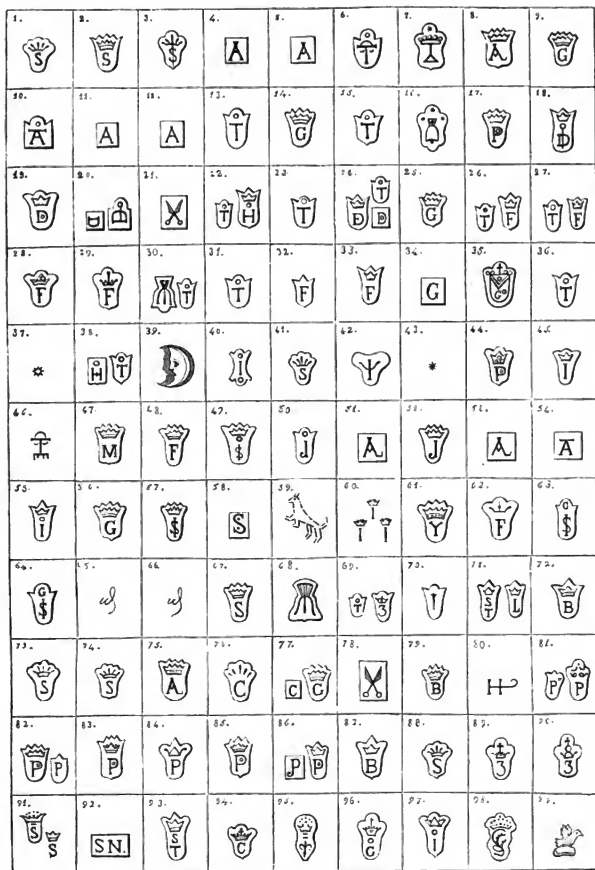 1. 2. 3. 4. 5. 6. 7. 8. 9.
S S $ A A T I A G
10. 11. 12. 13. 14. 15. 16. 17. 18.
A A A T G T P D
19. 20. 21. 22. 23. 24. 25. 26. 27.
D D T H T D T D G T F T F
28. 29. 30. 31. 32. 33. 34. 35. 36.
F F T T F F G G T
37. 38. 39. 40. 41. 42. 43. 44. 45.
H T I S P I
46. 47. 48. 49. 50. 51. 52. 53. 54.
M F $ J A J A A
55. 56. 57. 58. 59. 60. 61. 62. 63.
I G $ S Y F G $
64. 65. 66. 67. 68. 69. 70. 71. 72.
G $ S T 3 I ST L B
73. 74. 75. 76. 77. 78. 79. 80. 81.
S S A C C G B H P P
82. 83. 84. 85. 86. 87. 88. 89. 90.
P P P P P P P B S 3 3
91. 92. 93. 94. 95. 96. 97. 98. 99.
S S SN. ST C G I GS